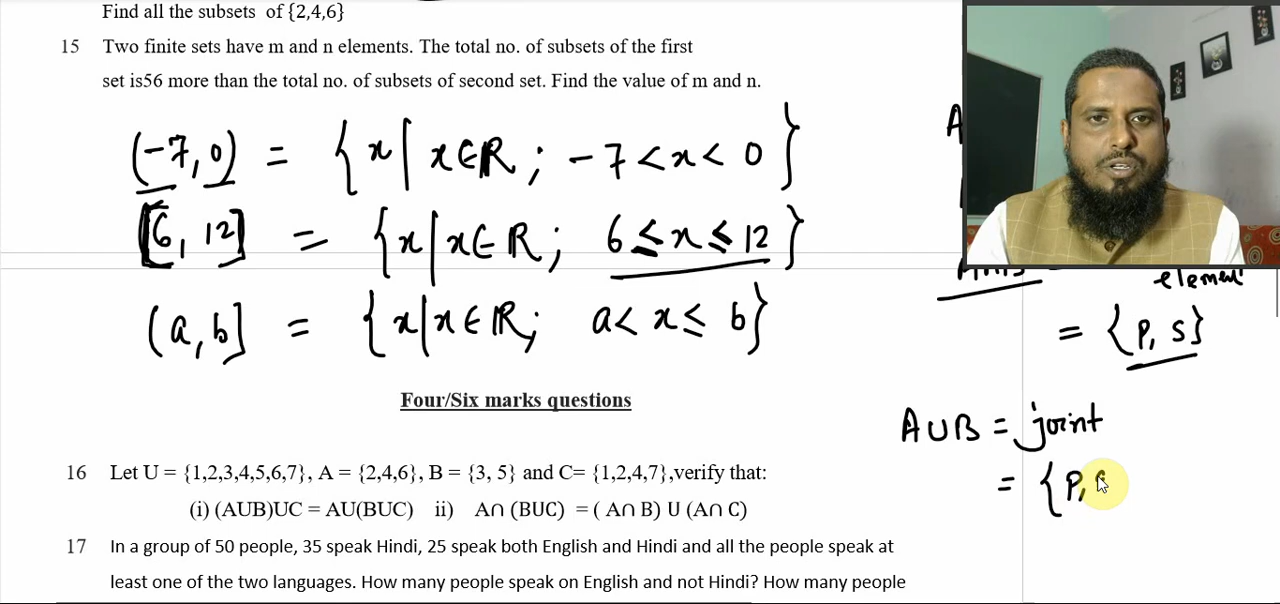 Find all the subsets of {2,4,6}
15 Two finite sets have m and n elements. The total no. of subsets of the first
set is56 more than the total no. of subsets of second set. Find the value of m and n.
(-7, 0) = {x | x∈R ; -7 < x < 0}
[6, 12] = {x | x∈R ; 6 ≤ x ≤ 12}
(a, b] = {x | x∈R ; a < x ≤ b}
A
element
= {P, S}
Four/Six marks questions
A∪B = joint
= {P,
16 Let U = {1,2,3,4,5,6,7}, A = {2,4,6}, B = {3, 5} and C= {1,2,4,7},verify that:
(i) (AUB)UC = AU(BUC) ii) A∩ (BUC) = ( A∩ B) U (A∩ C)
17 In a group of 50 people, 35 speak Hindi, 25 speak both English and Hindi and all the people speak at
least one of the two languages. How many people speak on English and not Hindi? How many people